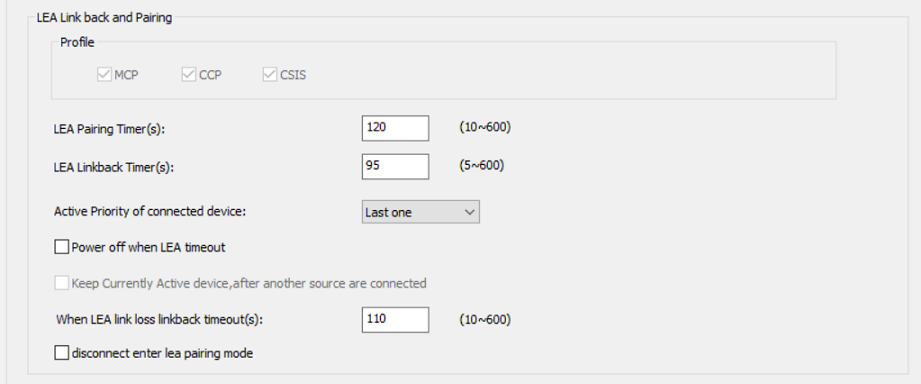 LEA Link back and Pairing
Profile
MCP CCP CSIS
LEA Pairing Timer(s): 120 (10~600)
LEA Linkback Timer(s): 95 (5~600)
Active Priority of connected device: Last one
Power off when LEA timeout
Keep Currently Active device,after another source are connected
When LEA link loss linkback timeout(s): 110 (10~600)
disconnect enter lea pairing mode